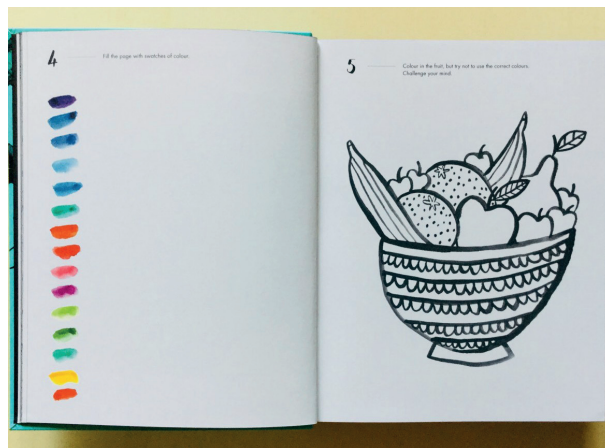 4
Fill the page with swatches of colour.
5
Colour in the fruit, but try not to use the correct colours.
Challenge your mind.